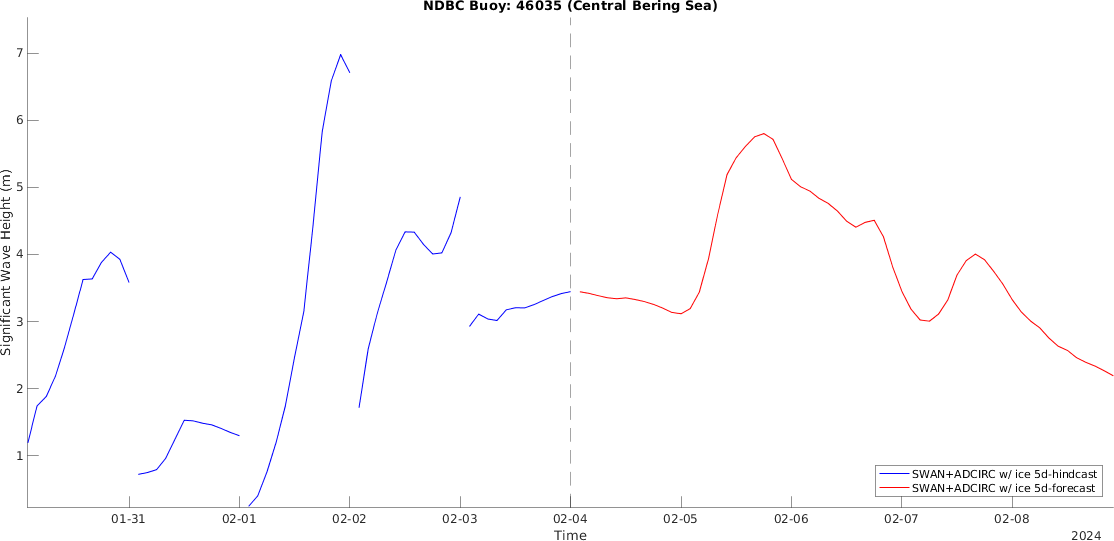 NDBC Buoy: 46035 (Central Bering Sea)
7
6
5
4
3
2
1
Significant Wave Height (m)
SWAN+ADCIRC w/ ice 5d-hindcast
SWAN+ADCIRC w/ ice 5d-forecast
01-31 02-01 02-02 02-03 02-04 02-05 02-06 02-07 02-08
Time
2024